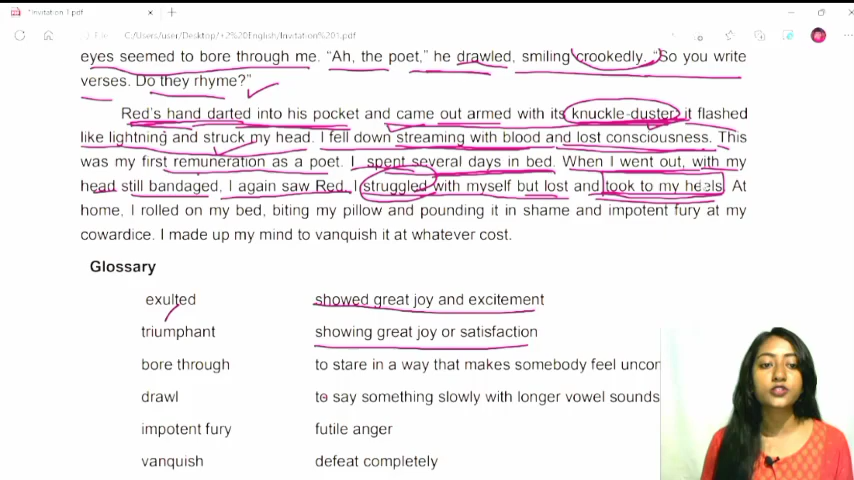 Invitation 1.pdf
C:/Users/user/Desktop/+2%20English/Invitation%201.pdf
eyes seemed to bore through me. “Ah, the poet,” he drawled, smiling crookedly. “So you write
verses. Do they rhyme?”
Red's hand darted into his pocket and came out armed with its knuckle-duster, it flashed
like lightning and struck my head. I fell down streaming with blood and lost consciousness. This
was my first remuneration as a poet. I spent several days in bed. When I went out, with my
head still bandaged, I again saw Red. I struggled with myself but lost and took to my heels. At
home, I rolled on my bed, biting my pillow and pounding it in shame and impotent fury at my
cowardice. I made up my mind to vanquish it at whatever cost.
Glossary
exulted showed great joy and excitement
triumphant showing great joy or satisfaction
bore through to stare in a way that makes somebody feel uncon
drawl to say something slowly with longer vowel sounds
impotent fury futile anger
vanquish defeat completely